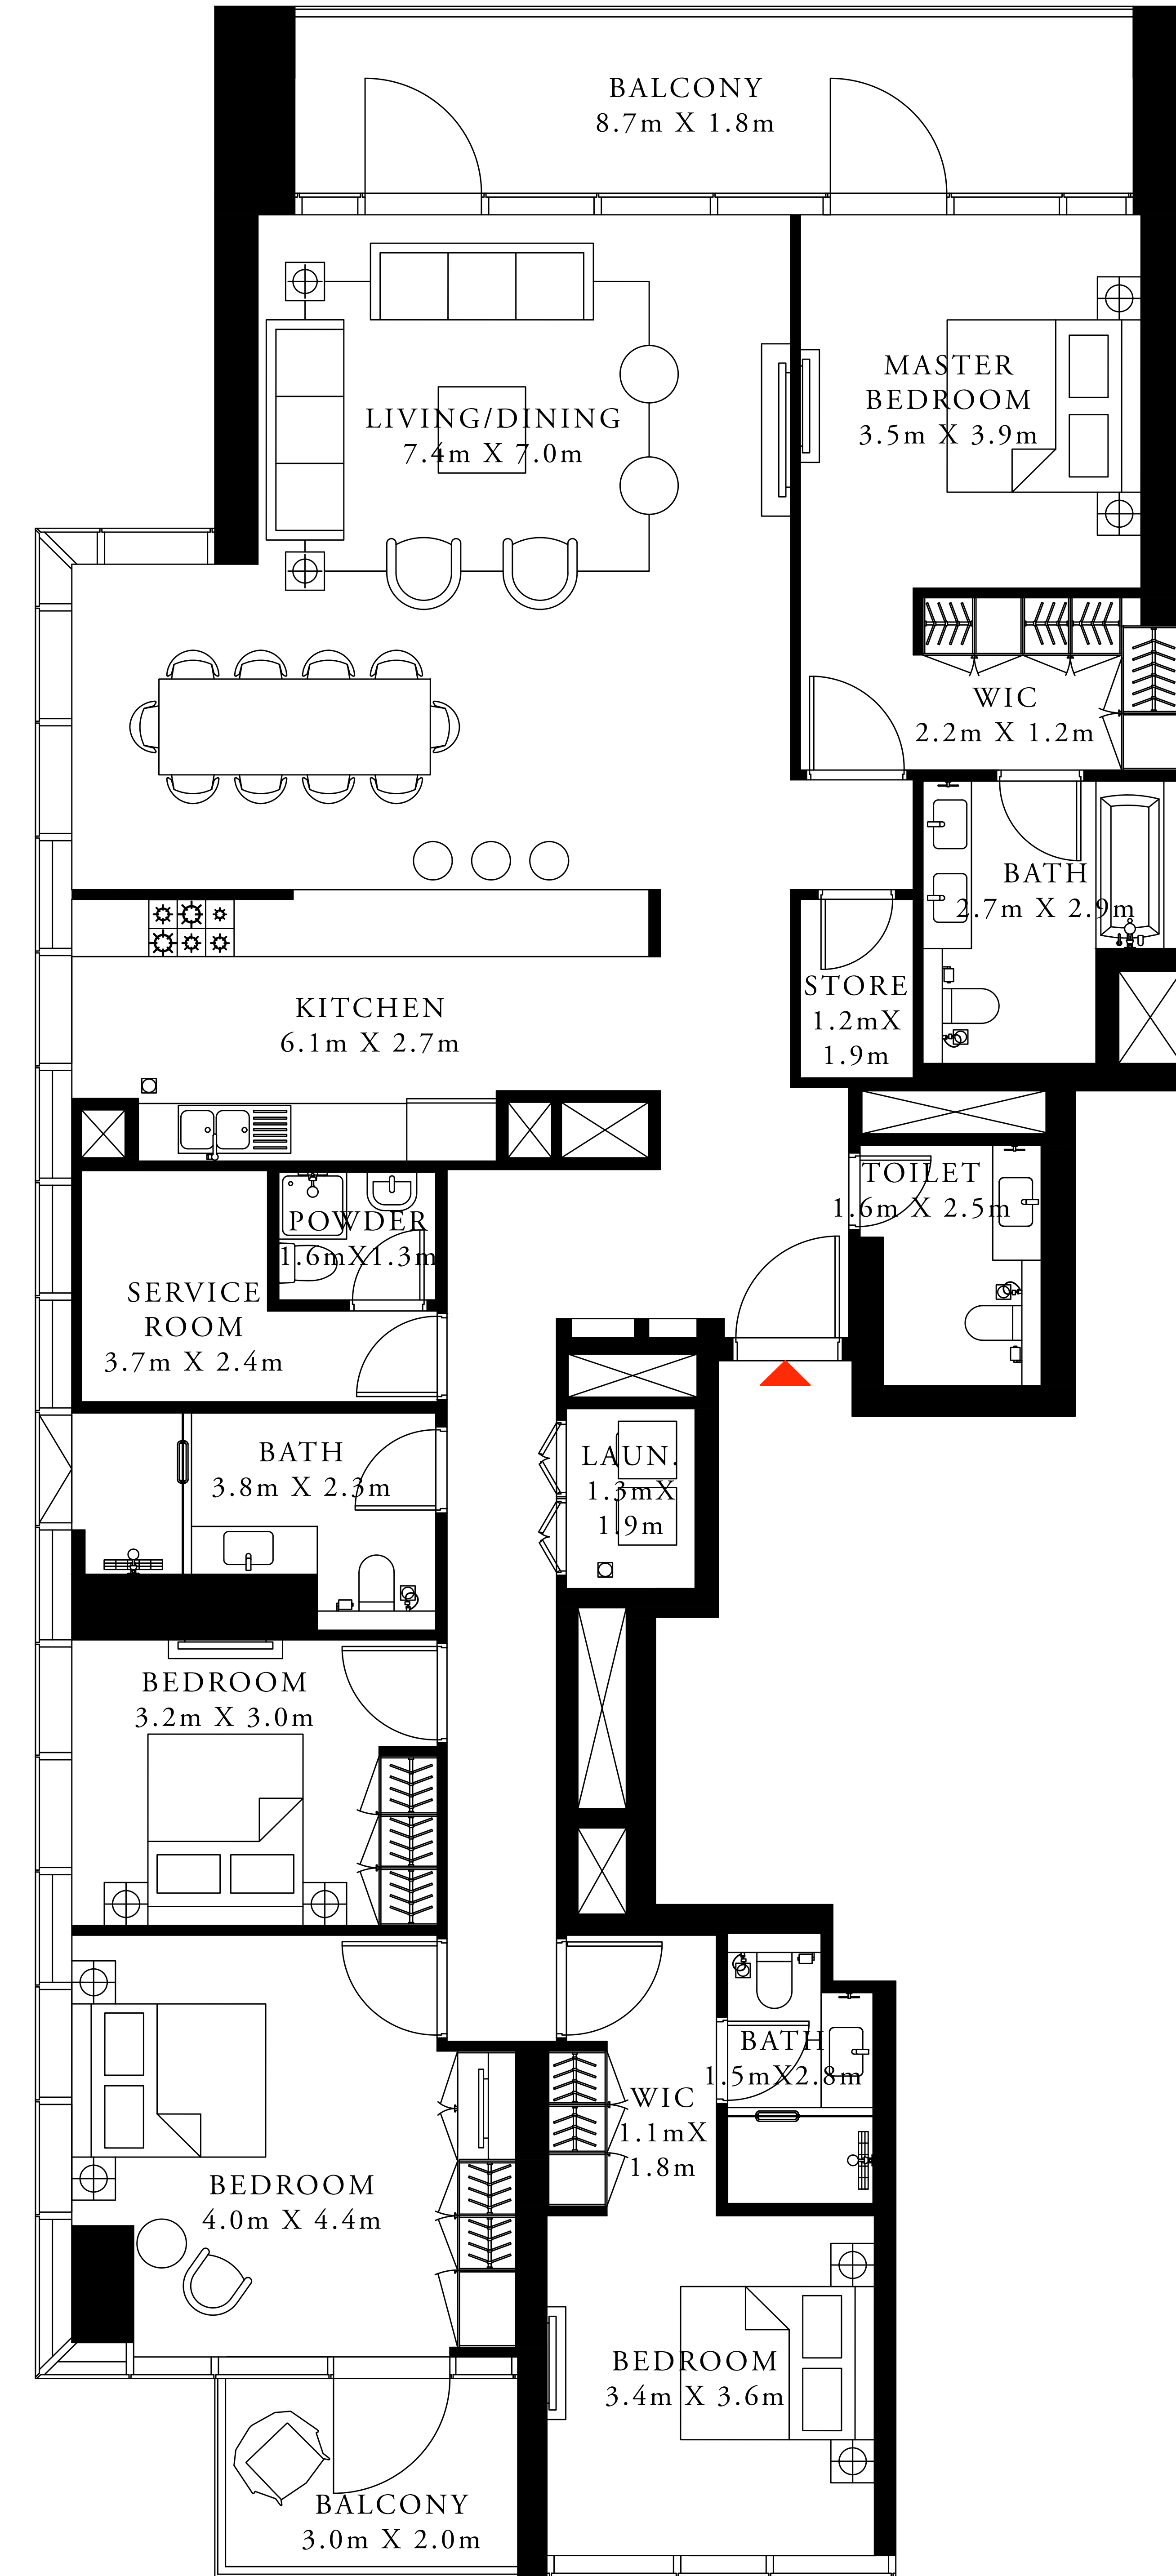 BALCONY
8.7m X 1.8m
MASTER
BEDROOM
3.5m X 3.9m
LIVING/DINING
7.4m X 7.0m
WIC
2.2m X 1.2m
BATH
2.7m X 2.9m
STORE
1.2mX
1.9m
KITCHEN
6.1m X 2.7m
TOILET
1.6m X 2.5m
POWDER
1.6mX1.3m
SERVICE
ROOM
3.7m X 2.4m
BATH
3.8m X 2.3m
LAUN.
1.3mX
1.9m
BEDROOM
3.2m X 3.0m
BATH
1.5mX2.8m
WIC
1.1mX
1.8m
BEDROOM
4.0m X 4.4m
BEDROOM
3.4m X 3.6m
BALCONY
3.0m X 2.0m